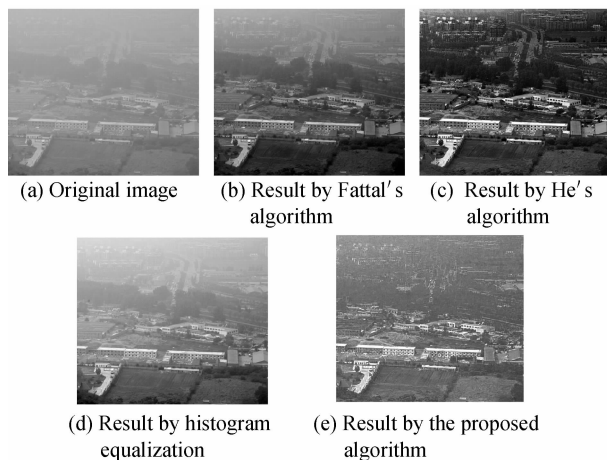 (a) Original image
(b) Result by Fattal's
algorithm
(c) Result by He's
algorithm
(d) Result by histogram
equalization
(e) Result by the proposed
algorithm